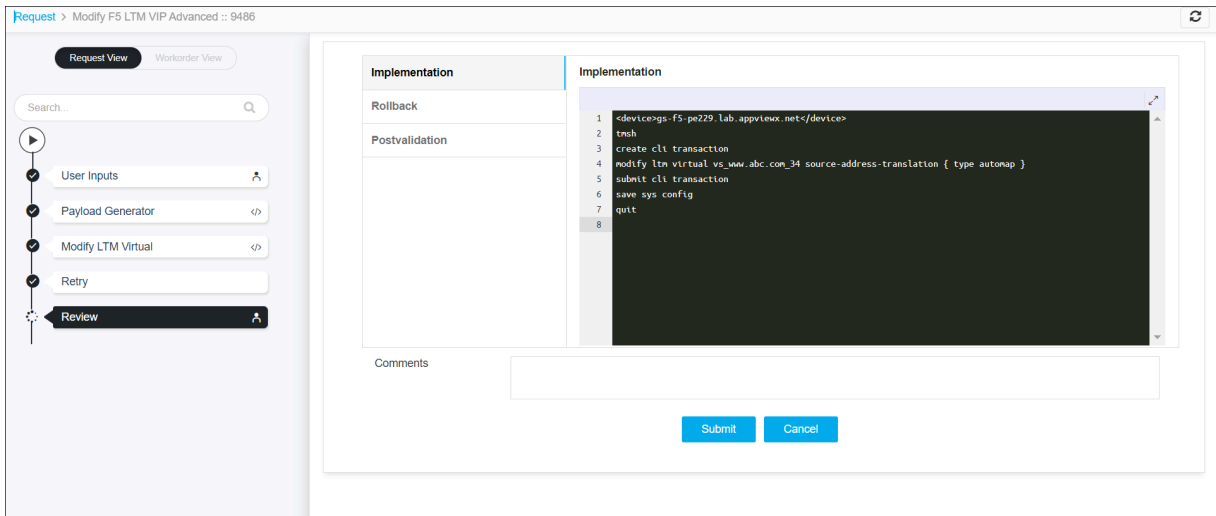 Request > Modify F5 LTM VIP Advanced :: 9486
Request View
Workorder View
Search...
User Inputs
Payload Generator
</>
Modify LTM Virtual
</>
Retry
Review
Implementation
Rollback
Postvalidation
Implementation
1 <device>gs-f5-pe229.lab.appviewx.net</device>
2 tmsh
3 create cli transaction
4 modify ltm virtual vs_www.abc.com_34 source-address-translation { type automap }
5 submit cli transaction
6 save sys config
7 quit
8
Comments
Submit
Cancel